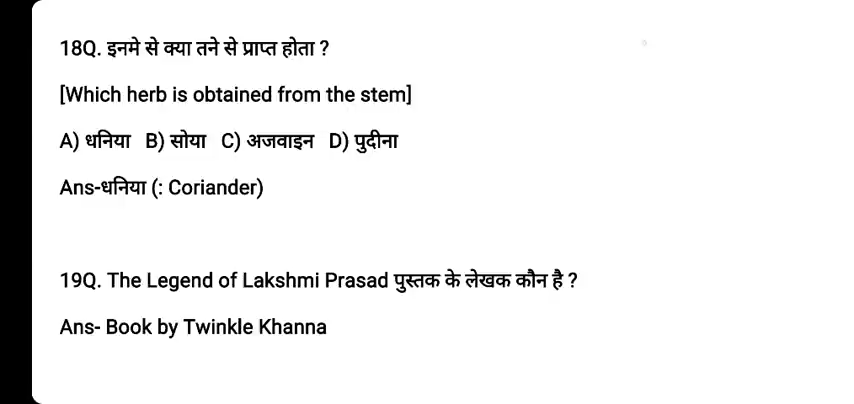 18Q. इनमे से क्या तने से प्राप्त होता ?
[Which herb is obtained from the stem]
A) धनिया B) सोया C) अजवाइन D) पुदीना
Ans-धनिया (: Coriander)
19Q. The Legend of Lakshmi Prasad पुस्तक के लेखक कौन है ?
Ans- Book by Twinkle Khanna